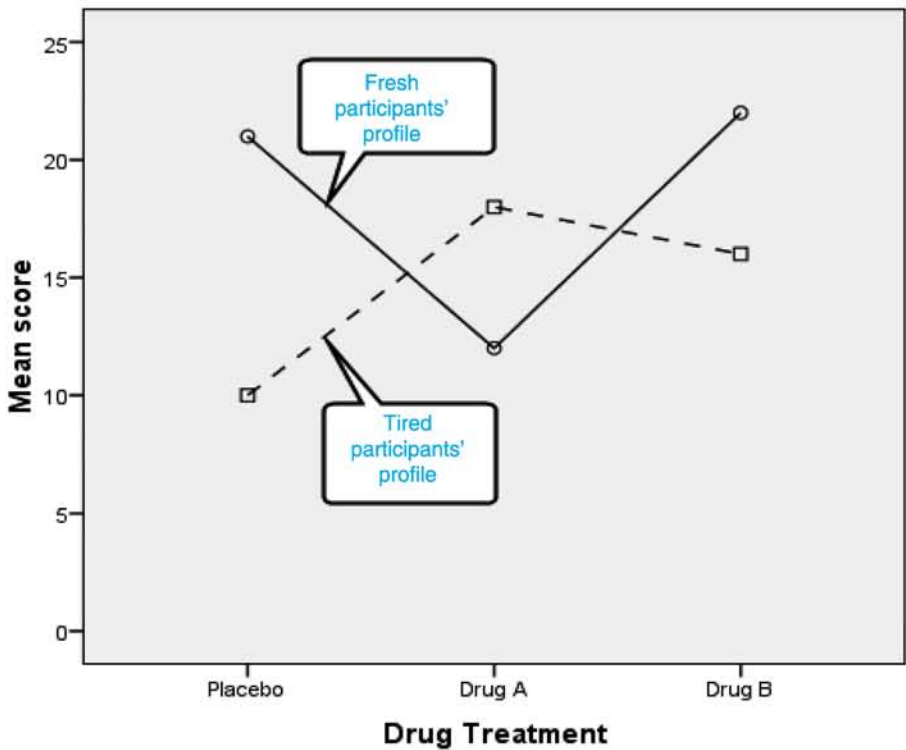 25
20
15
10
5
0
Mean score
Fresh
participants’
profile
Tired
participants’
profile
Placebo
Drug A
Drug B
Drug Treatment